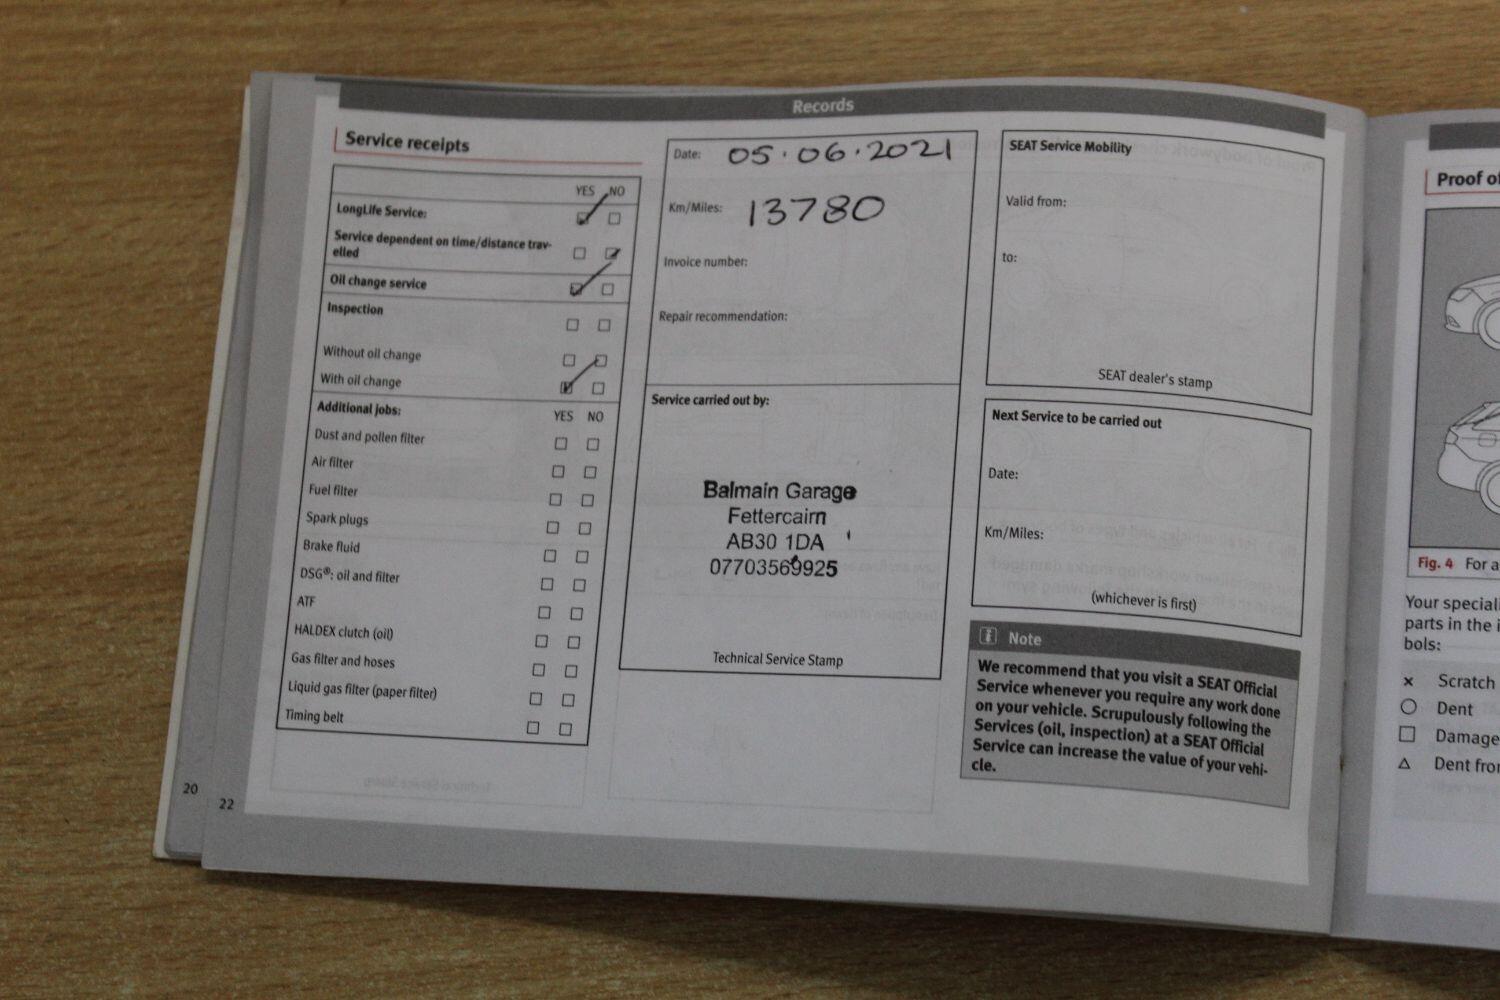 Records
Service receipts
YES NO
LongLife Service:
Service dependent on time/distance trav-
elled
Oil change service
Inspection
Without oil change
With oil change
Additional jobs: YES NO
Dust and pollen filter
Air filter
Fuel filter
Spark plugs
Brake fluid
DSG®: oil and filter
ATF
HALDEX clutch (oil)
Gas filter and hoses
Liquid gas filter (paper filter)
Timing belt
20
22
Date: 05.06.2021
Km/Miles: 13780
Invoice number:
Repair recommendation:
Service carried out by:
Balmain Garage
Fettercairn
AB30 1DA
07703569925
Technical Service Stamp
SEAT Service Mobility
Valid from:
to:
SEAT dealer's stamp
Next Service to be carried out
Date:
Km/Miles:
(whichever is first)
Note
We recommend that you visit a SEAT Official
Service whenever you require any work done
on your vehicle. Scrupulously following the
Services (oil, inspection) at a SEAT Official
Service can increase the value of your vehi-
cle.
Proof of
Fig. 4 For a
Your speciali
parts in the i
bols:
× Scratch
○ Dent
□ Damage
△ Dent fror